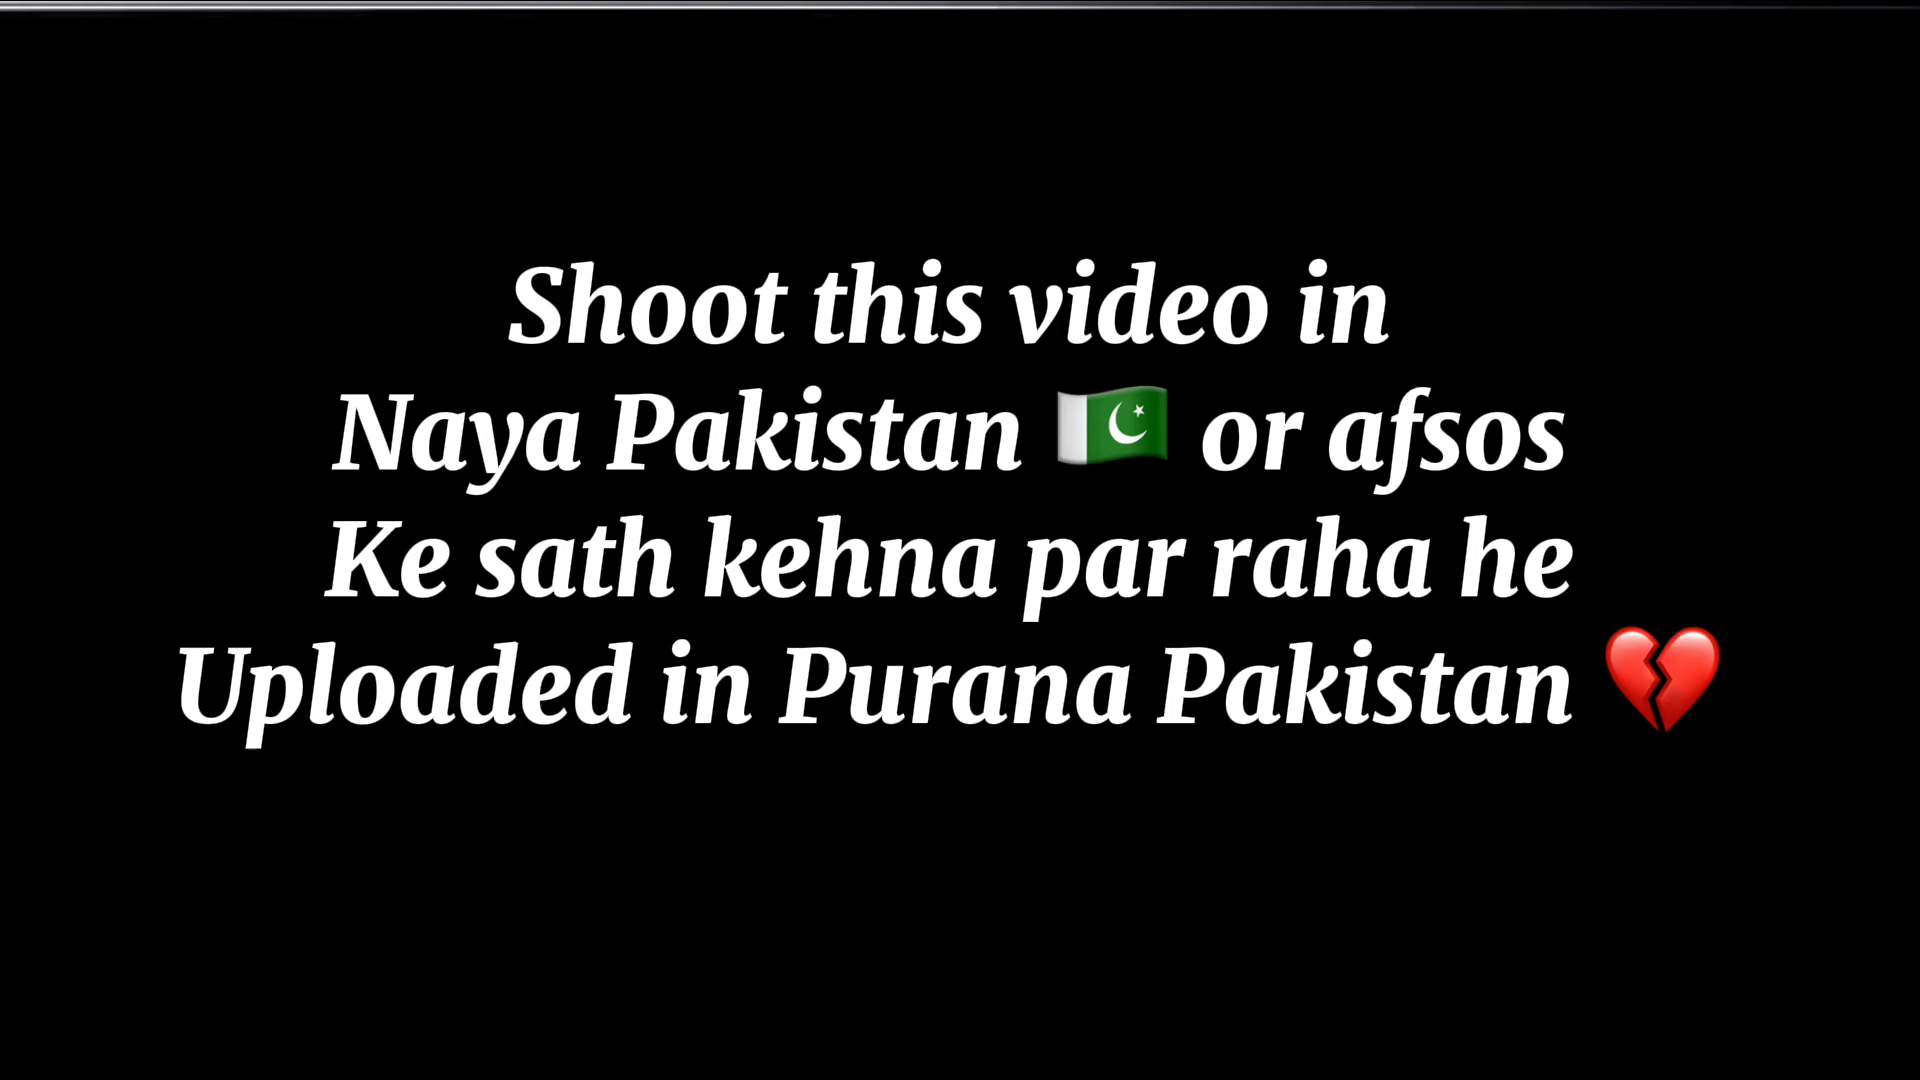 Shoot this video in
Naya Pakistan 🇵🇰 or afsos
Ke sath kehna par raha he
Uploaded in Purana Pakistan 💔